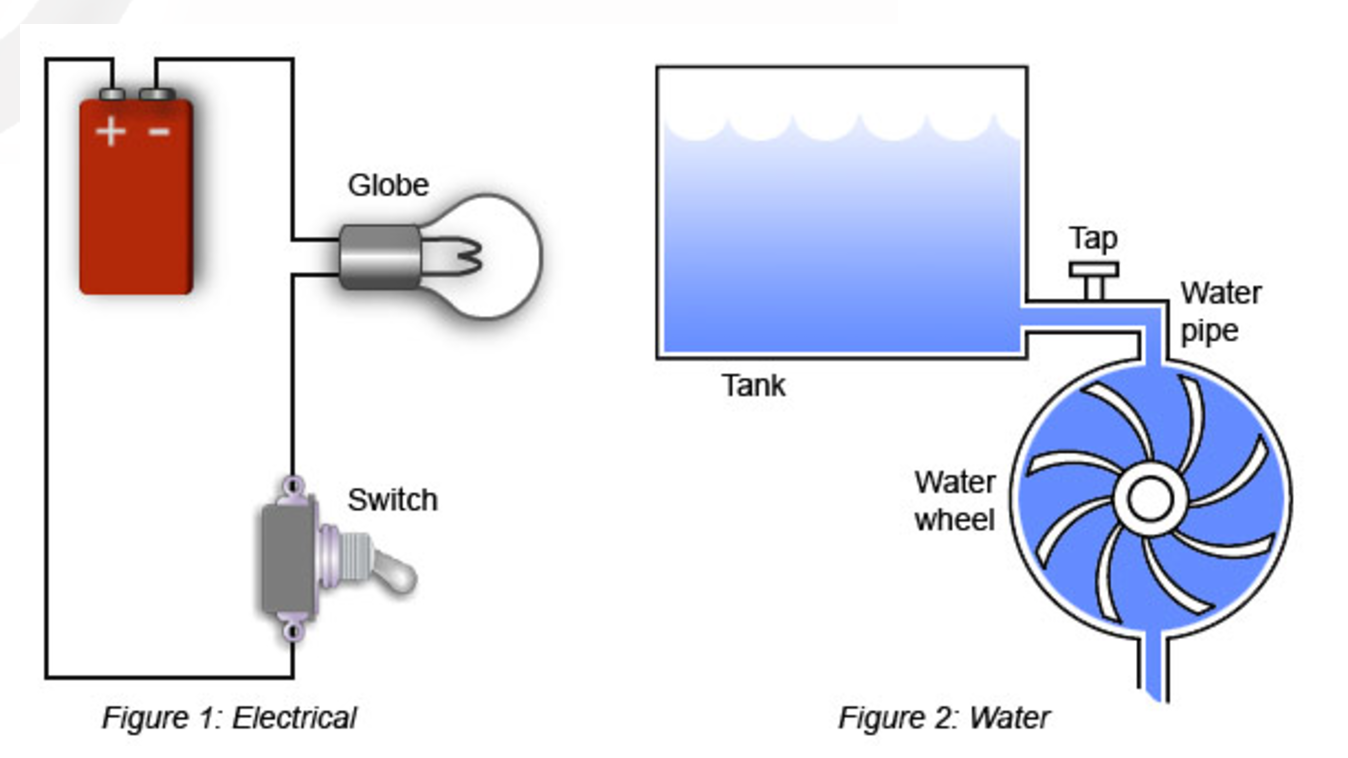 + -
Globe
Switch
Figure 1: Electrical
Tap
Water
pipe
Tank
Water
wheel
Figure 2: Water